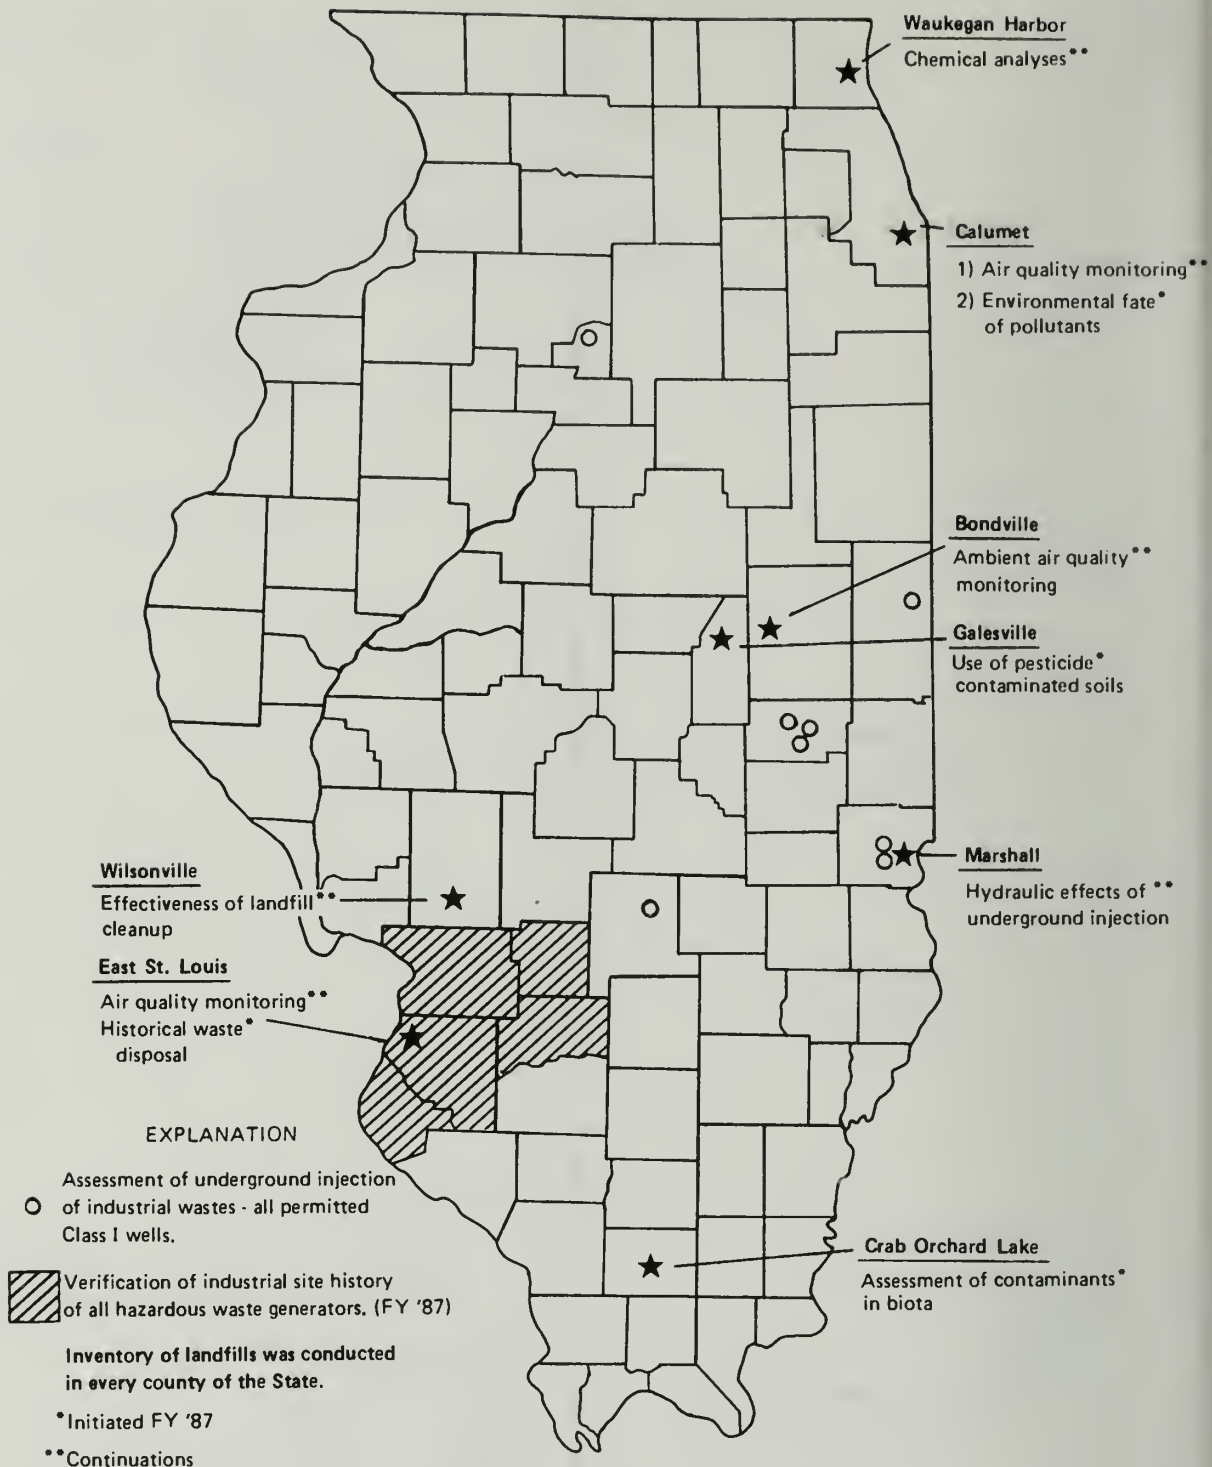 Waukegan Harbor
Chemical analyses**
Calumet
1) Air quality monitoring**
2) Environmental fate*
of pollutants
Bondville
Ambient air quality**
monitoring
Galesville
Use of pesticide*
contaminated soils
Marshall
Hydraulic effects of **
underground injection
Wilsonville
Effectiveness of landfill**
cleanup
East St. Louis
Air quality monitoring**
Historical waste*
disposal
Crab Orchard Lake
Assessment of contaminants*
in biota
EXPLANATION
Assessment of underground injection
of industrial wastes - all permitted
Class I wells.
Verification of industrial site history
of all hazardous waste generators. (FY '87)
Inventory of landfills was conducted
in every county of the State.
*Initiated FY '87
**Continuations